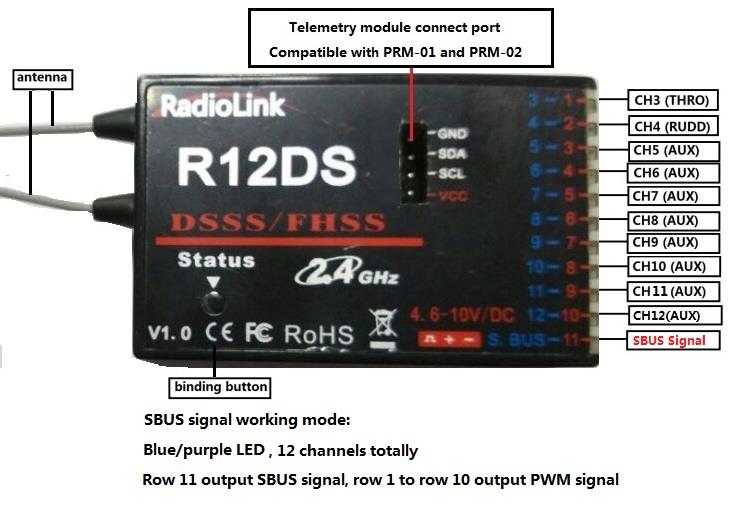 Telemetry module connect port
Compatible with PRM-01 and PRM-02
antenna
RadioLink
R12DS
DSSS/FHSS
Status
2.4GHz
V1.0 CE FC RoHS
GND
SDA
SCL
VCC
3-1 CH3 (THRO)
4-2 CH4 (RUDD)
5-3 CH5 (AUX)
6-4 CH6 (AUX)
7-5 CH7 (AUX)
8-6 CH8 (AUX)
9-7 CH9 (AUX)
10-8 CH10 (AUX)
11-9 CH11 (AUX)
4.6-10V/DC 12-10 CH12(AUX)
+ - S.BUS-11 SBUS Signal
binding button
SBUS signal working mode:
Blue/purple LED , 12 channels totally
Row 11 output SBUS signal, row 1 to row 10 output PWM signal